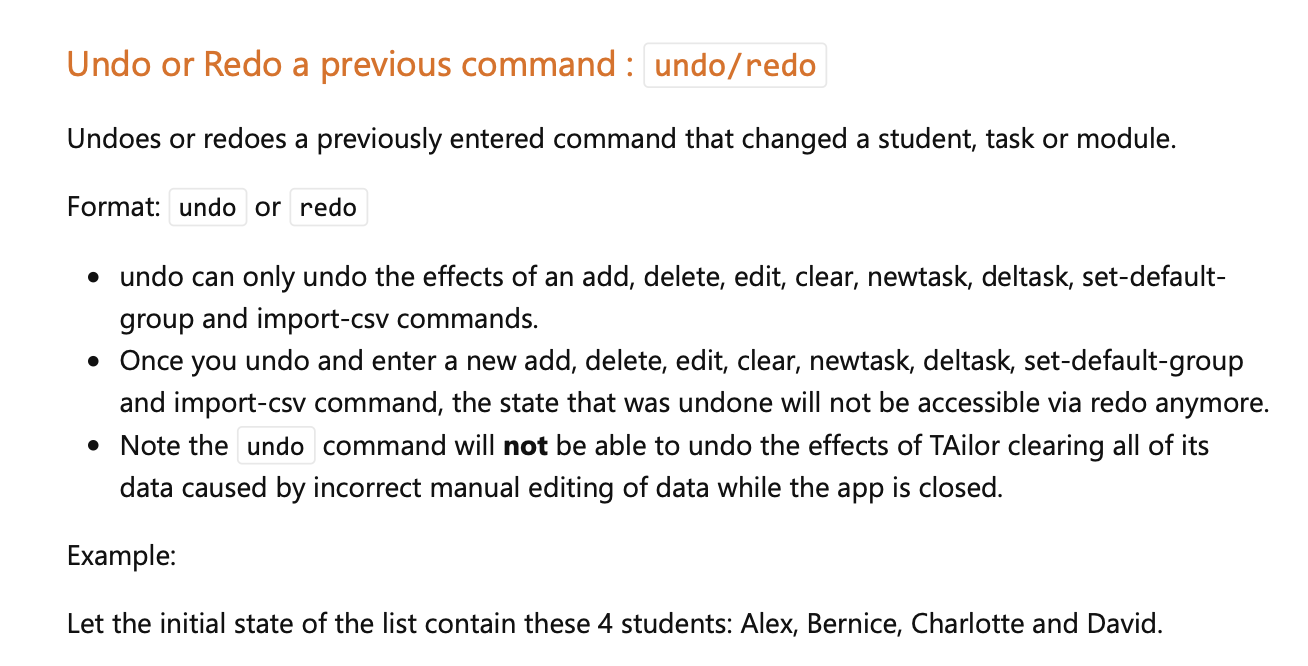 Undo or Redo a previous command : undo/redo
Undoes or redoes a previously entered command that changed a student, task or module.
Format: undo or redo
• undo can only undo the effects of an add, delete, edit, clear, newtask, deltask, set-default-
group and import-csv commands.
• Once you undo and enter a new add, delete, edit, clear, newtask, deltask, set-default-group
and import-csv command, the state that was undone will not be accessible via redo anymore.
• Note the undo command will not be able to undo the effects of TAilor clearing all of its
data caused by incorrect manual editing of data while the app is closed.
Example:
Let the initial state of the list contain these 4 students: Alex, Bernice, Charlotte and David.